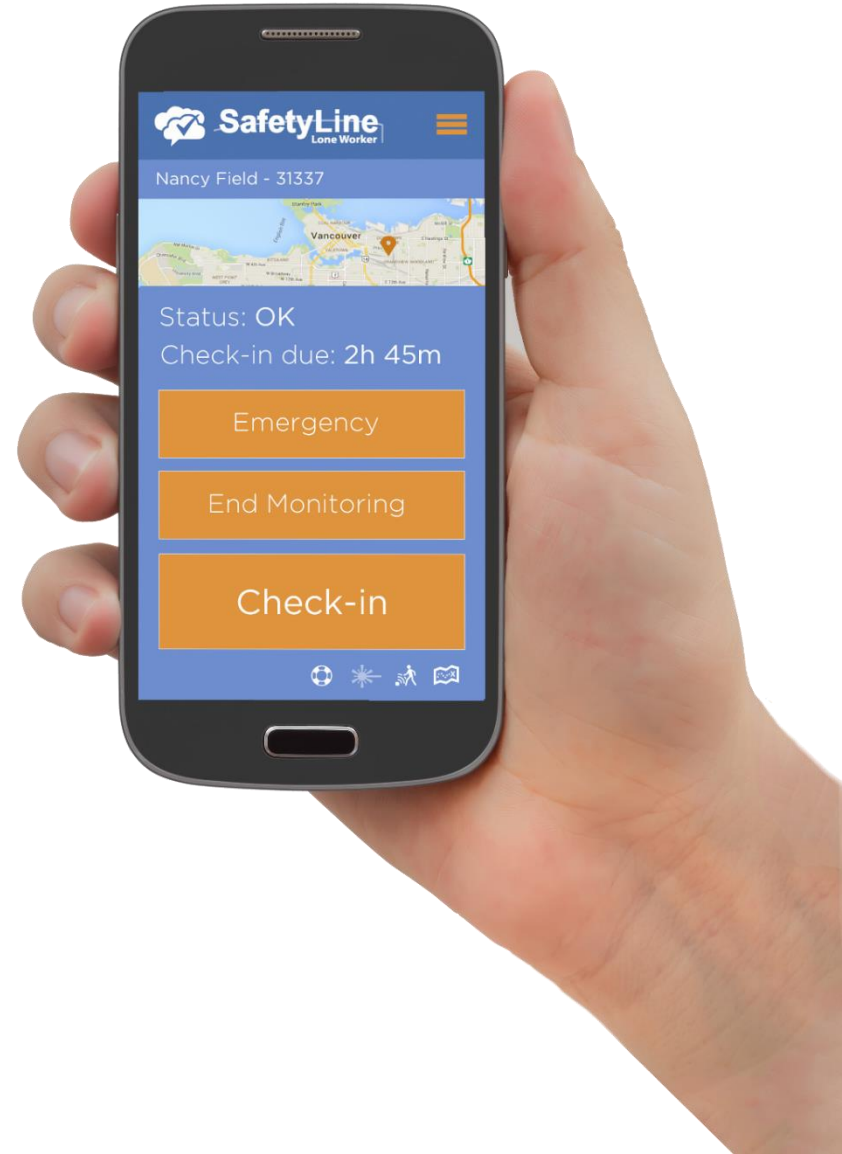 SafetyLine
Lone Worker
Nancy Field - 31337
Vancouver
Status: OK
Check-in due: 2h 45m
Emergency
End Monitoring
Check-in